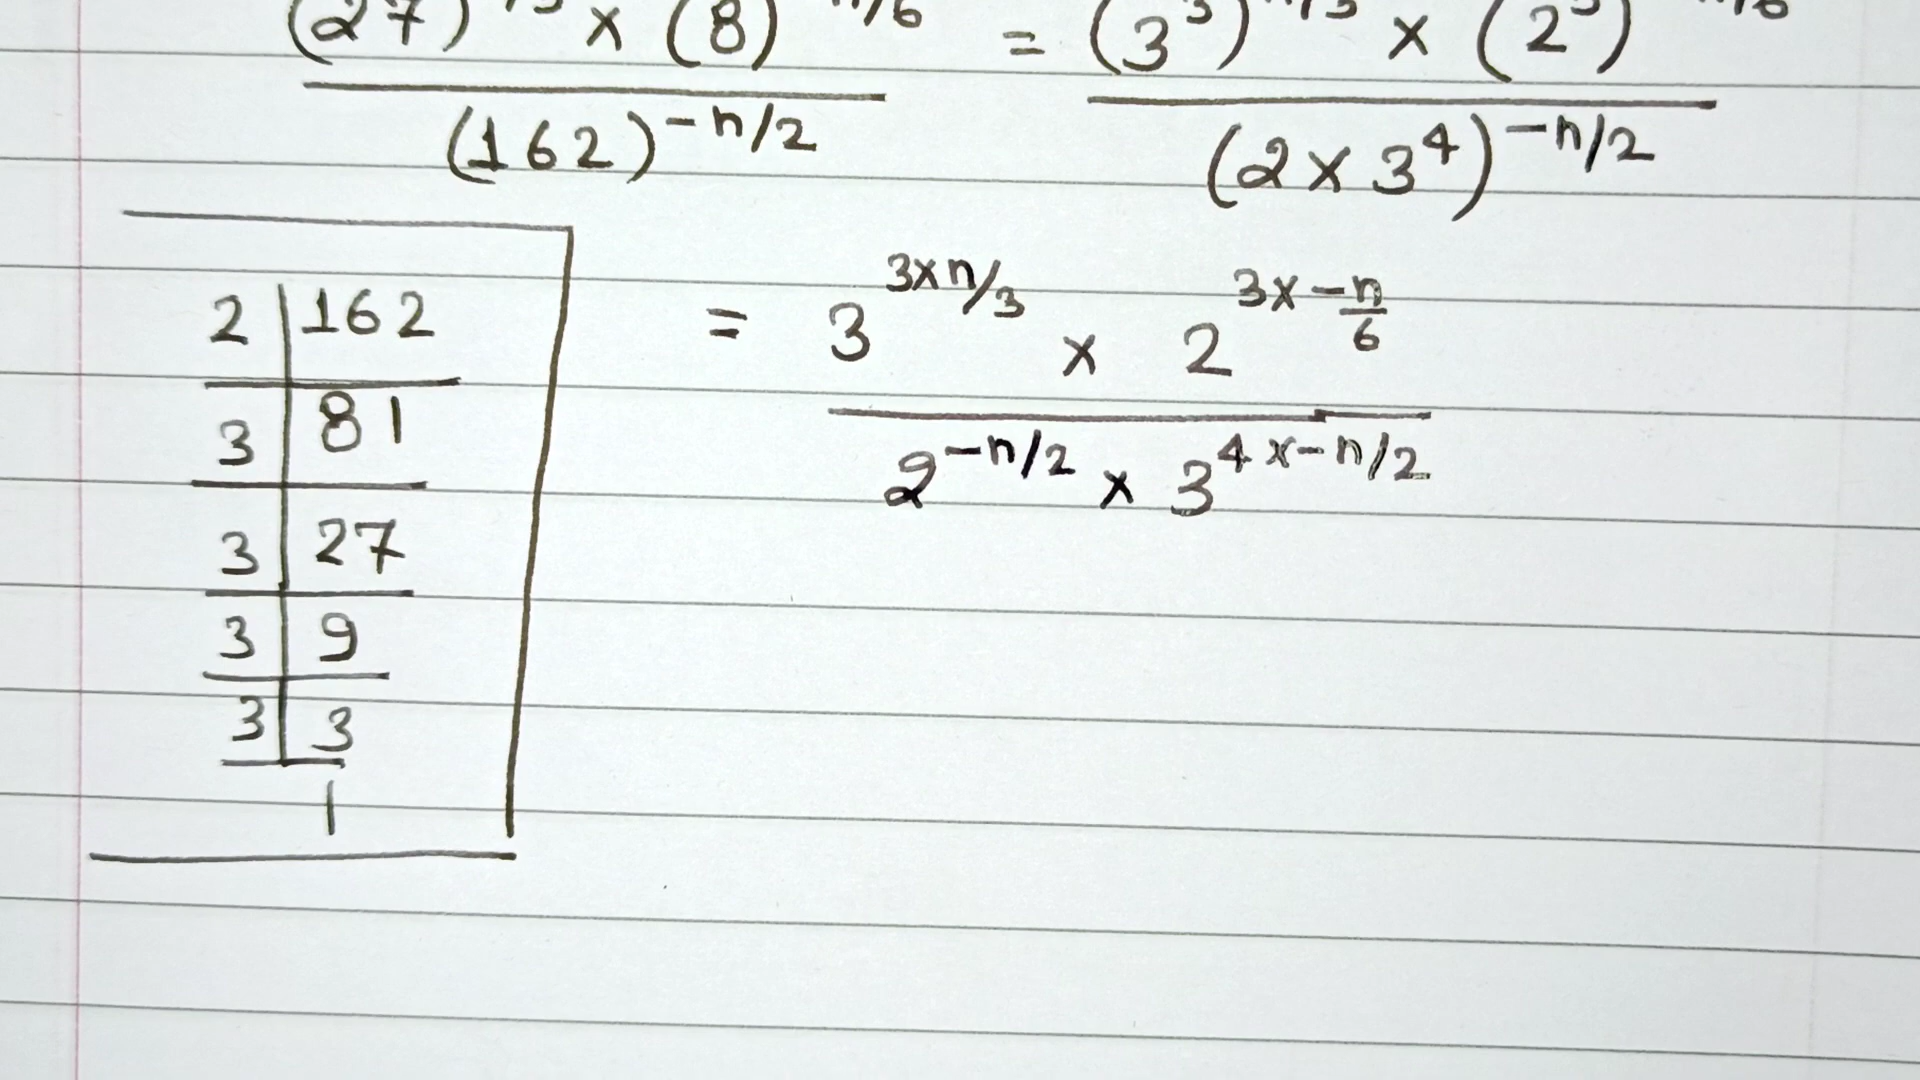 (27)^n/3 × (8)^-n/6 = (3^3)^n/3 × (2^3)^-n/6
(162)^-n/2 (2×3^4)^-n/2
= 3^3×n/3 × 2^3×-n/6
2^-n/2 × 3^4×-n/2
2 | 162
3 | 81
3 | 27
3 | 9
3 | 3
1